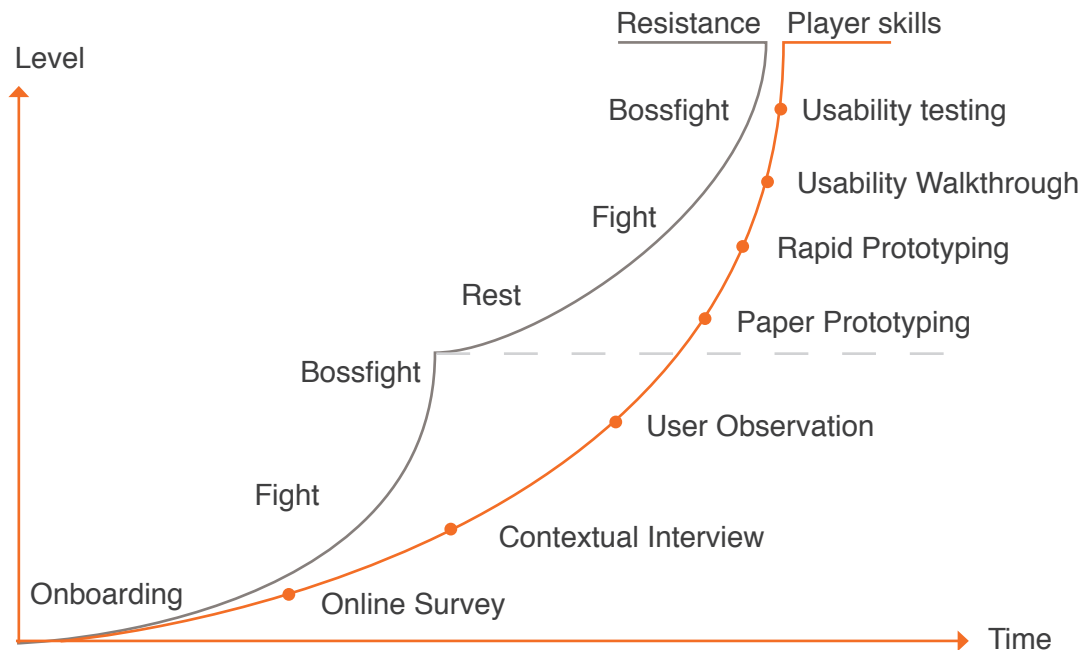 Resistance
Player skills
Level
Bossfight
Usability testing
Usability Walkthrough
Fight
Rapid Prototyping
Rest
Paper Prototyping
Bossfight
User Observation
Fight
Contextual Interview
Onboarding
Online Survey
Time